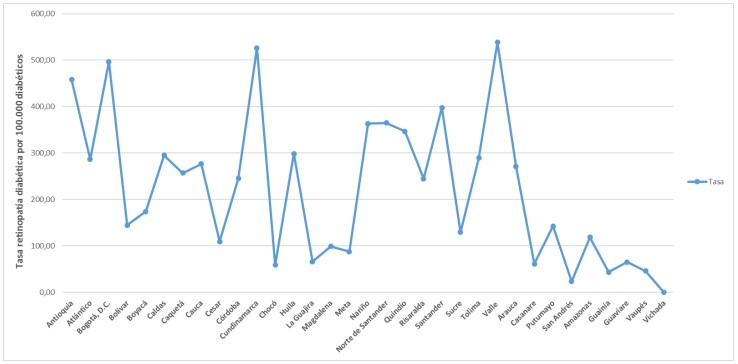 600,00
500,00
400,00
300,00
200,00
100,00
0,00
Tasa retinopatía diabética por 100.000 diabéticos
Antioquia
Atlántico
Bogotá, D.C.
Bolívar
Boyacá
Caldas
Caquetá
Cauca
Cesar
Córdoba
Cundinamarca
Chocó
Huila
La Guajira
Magdalena
Meta
Nariño
Norte de Santander
Quindío
Risaralda
Santander
Sucre
Tolima
Valle
Arauca
Casanare
Putumayo
San Andrés
Amazonas
Guainía
Guaviare
Vaupés
Vichada
Tasa